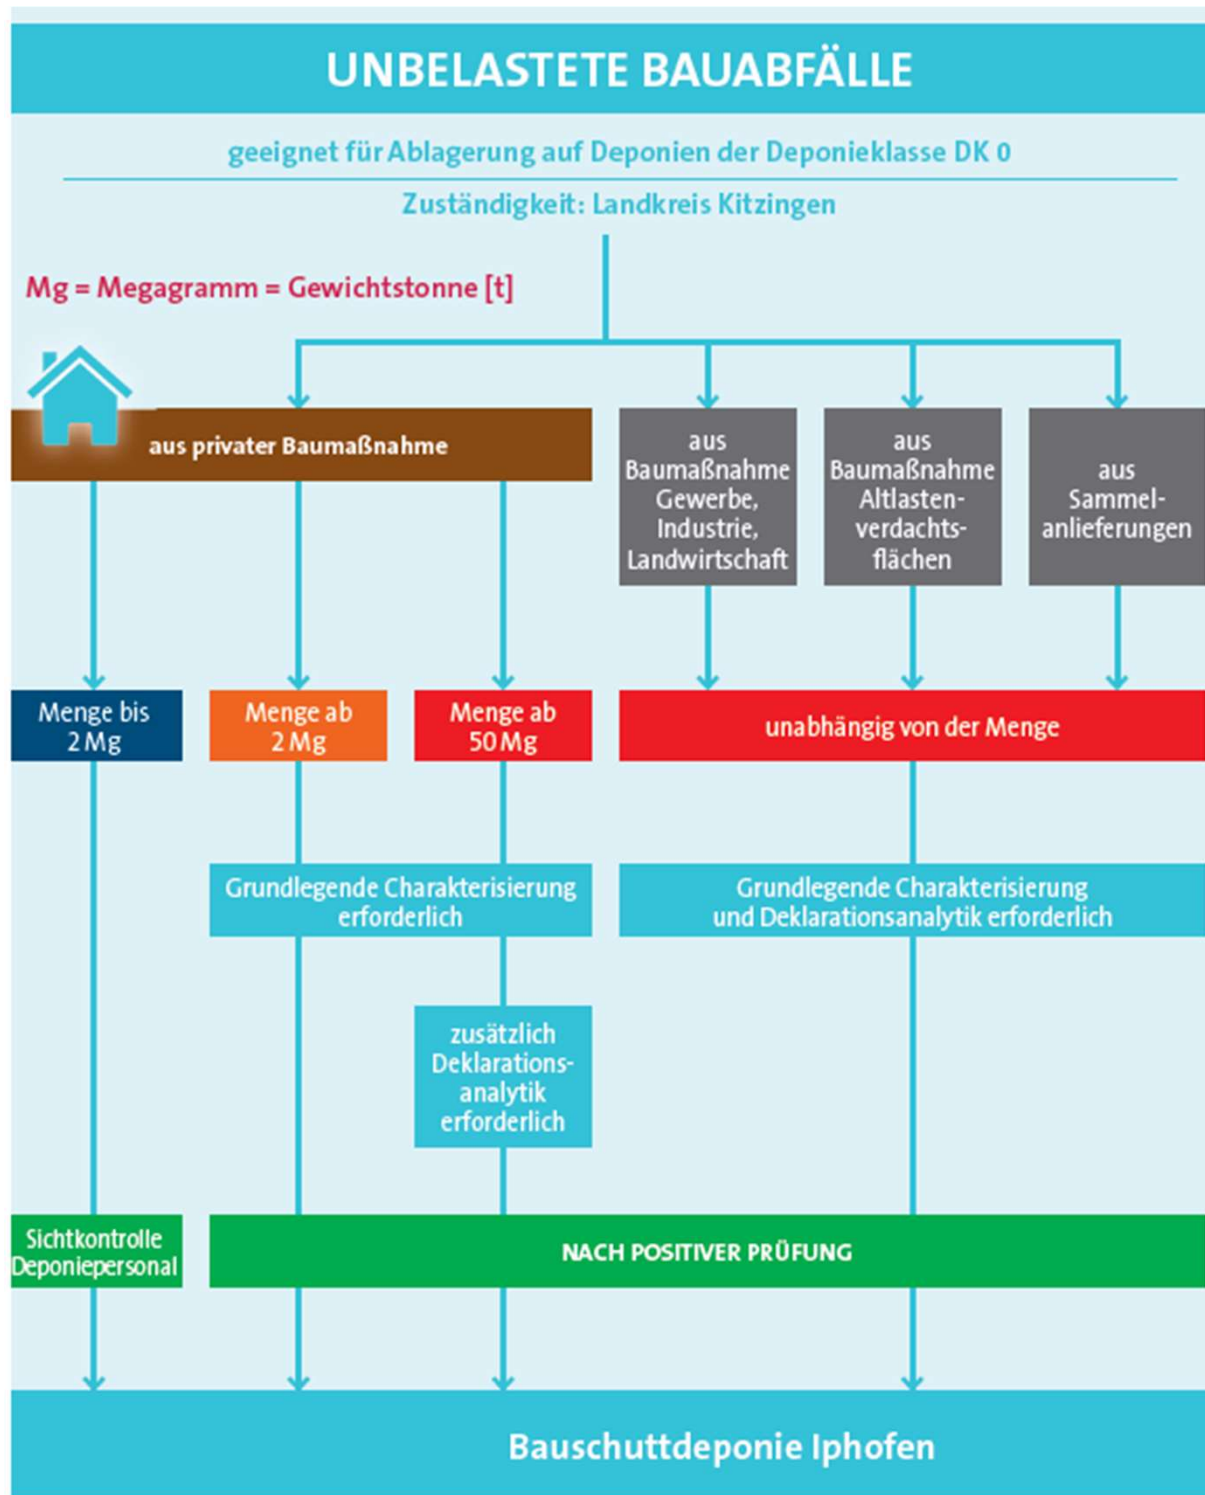 UNBELASTETE BAUABFÄLLE
geeignet für Ablagerung auf Deponien der Deponieklasse DK 0
Zuständigkeit: Landkreis Kitzingen
Mg = Megagramm = Gewichtstonne [t]
aus privater Baumaßnahme
aus
Baumaßnahme
Gewerbe,
Industrie,
Landwirtschaft
aus
Baumaßnahme
Altlasten-
verdachts-
flächen
aus
Sammel-
anlieferungen
Menge bis
2 Mg
Menge ab
2 Mg
Menge ab
50 Mg
unabhängig von der Menge
Grundlegende Charakterisierung
erforderlich
Grundlegende Charakterisierung
und Deklarationsanalytik erforderlich
zusätzlich
Deklarations-
analytik
erforderlich
Sichtkontrolle
Deponiepersonal
NACH POSITIVER PRÜFUNG
Bauschuttdeponie Iphofen